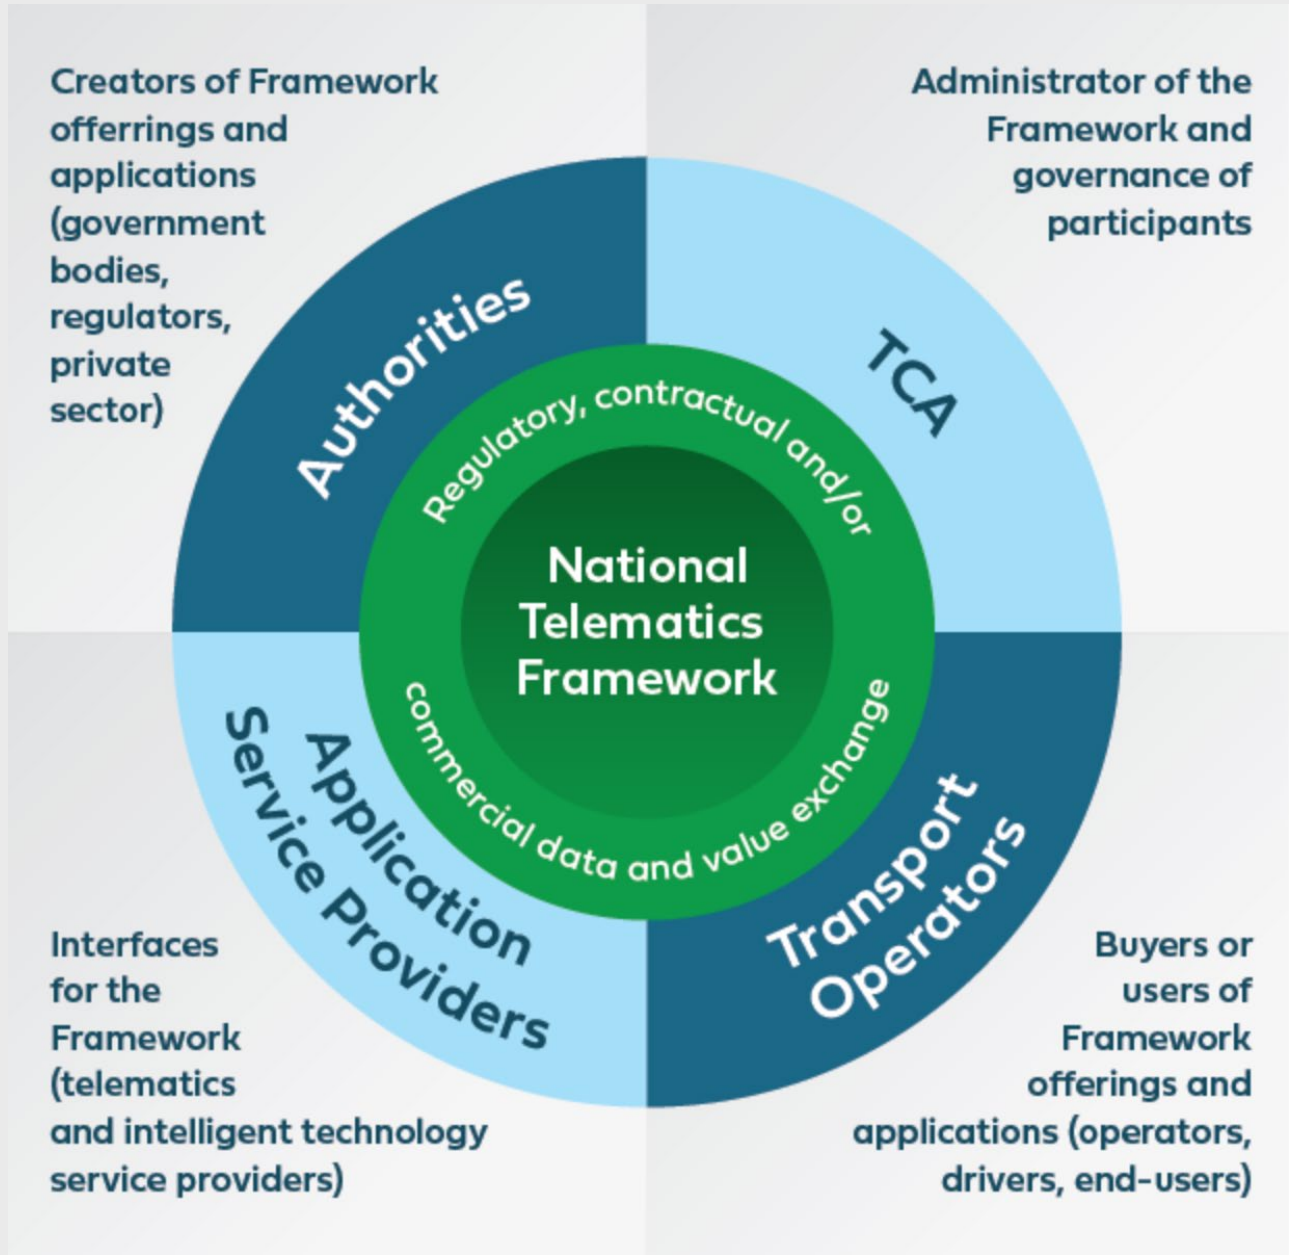 Creators of Framework
offerrings and
applications
(government
bodies,
regulators,
private
sector)
Administrator of the
Framework and
governance of
participants
Authorities
TCA
Regulatory, contractual and/or
National
Telematics
Framework
commercial data and value exchange
Application
Service Providers
Transport
Operators
Interfaces
for the
Framework
(telematics
and intelligent technology
service providers)
Buyers or
users of
Framework
offerings and
applications (operators,
drivers, end-users)